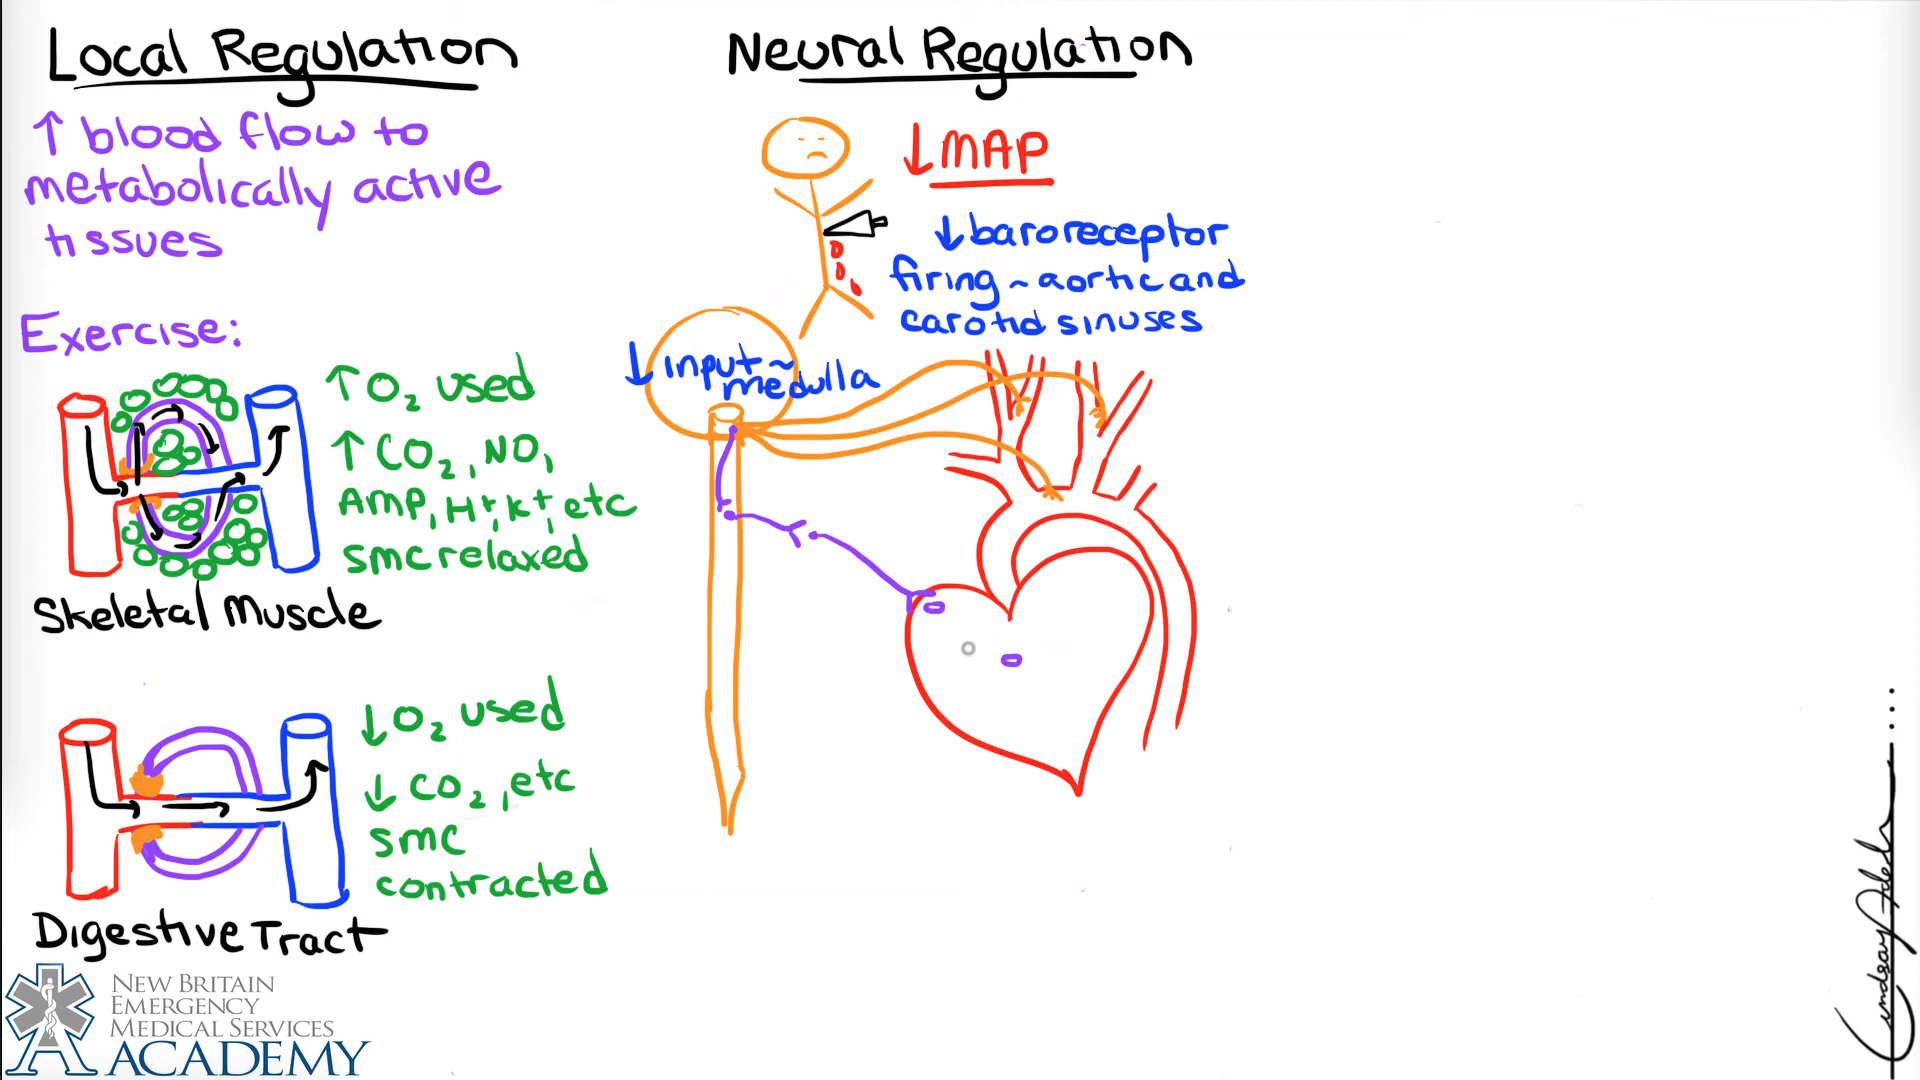 Local Regulation
↑ blood flow to
metabolically active
tissues
Exercise:
↑O₂ used
↑CO₂, NO,
AMP, H+, K+, etc
smc relaxed
Skeletal Muscle
↓O₂ used
↓CO₂, etc
smc
contracted
Digestive Tract
NEW BRITAIN
EMERGENCY
MEDICAL SERVICES
ACADEMY
Neural Regulation
↓MAP
↓baroreceptor
firing ~ aortic and
carotid sinuses
↓ input ~
medulla